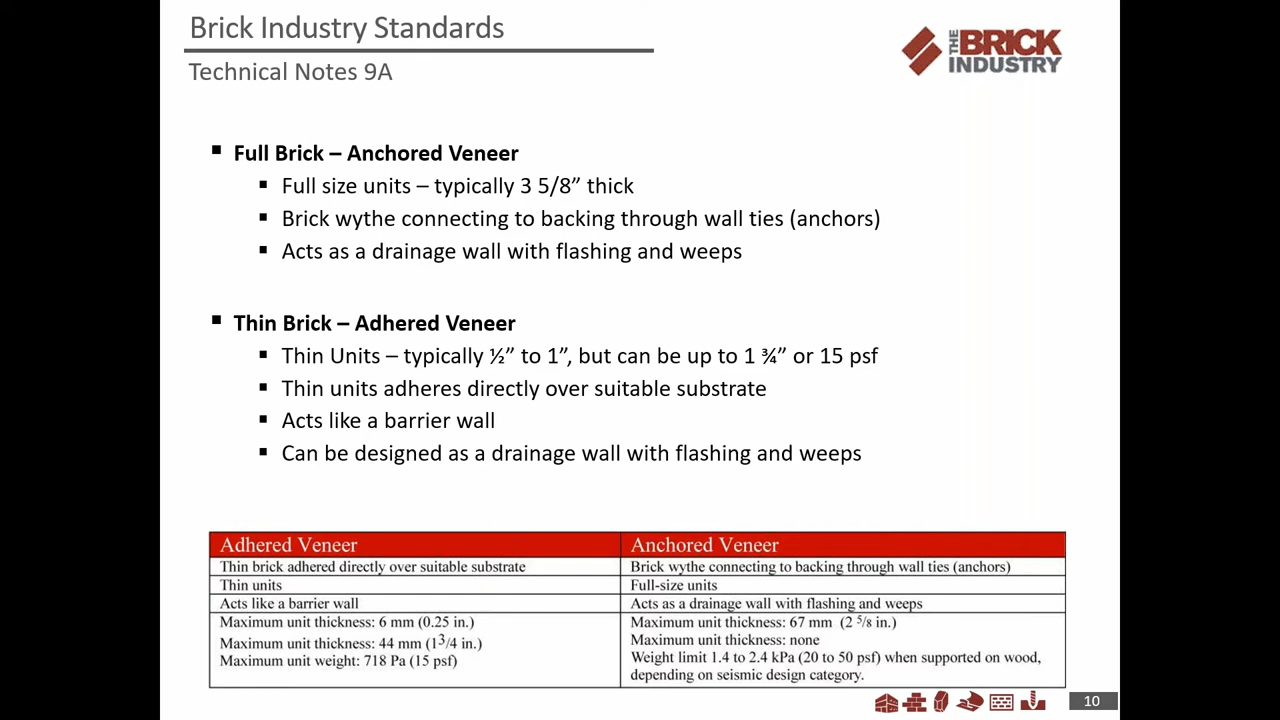 Brick Industry Standards
Technical Notes 9A
THE BRICK
INDUSTRY
▪ Full Brick – Anchored Veneer
▪ Full size units – typically 3 5/8” thick
▪ Brick wythe connecting to backing through wall ties (anchors)
▪ Acts as a drainage wall with flashing and weeps
▪ Thin Brick – Adhered Veneer
▪ Thin Units – typically ½” to 1”, but can be up to 1 ¾” or 15 psf
▪ Thin units adheres directly over suitable substrate
▪ Acts like a barrier wall
▪ Can be designed as a drainage wall with flashing and weeps
Adhered Veneer Anchored Veneer
Thin brick adhered directly over suitable substrate Brick wythe connecting to backing through wall ties (anchors)
Thin units Full-size units
Acts like a barrier wall Acts as a drainage wall with flashing and weeps
Maximum unit thickness: 6 mm (0.25 in.)
Maximum unit thickness: 44 mm (1 3/4 in.)
Maximum unit weight: 718 Pa (15 psf)
Maximum unit thickness: 67 mm (2 5/8 in.)
Maximum unit thickness: none
Weight limit 1.4 to 2.4 kPa (20 to 50 psf) when supported on wood,
depending on seismic design category.
10